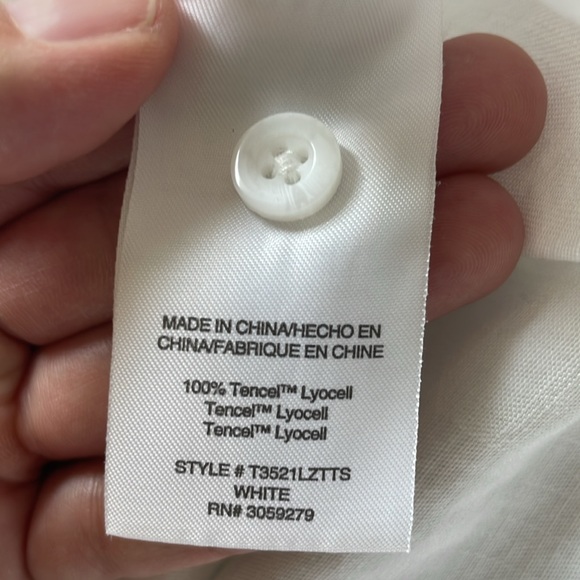 MADE IN CHINA/HECHO EN
CHINA/FABRIQUE EN CHINE
100% Tencel™ Lyocell
Tencel™ Lyocell
Tencel™ Lyocell
STYLE # T3521LZTTS
WHITE
RN# 3059279